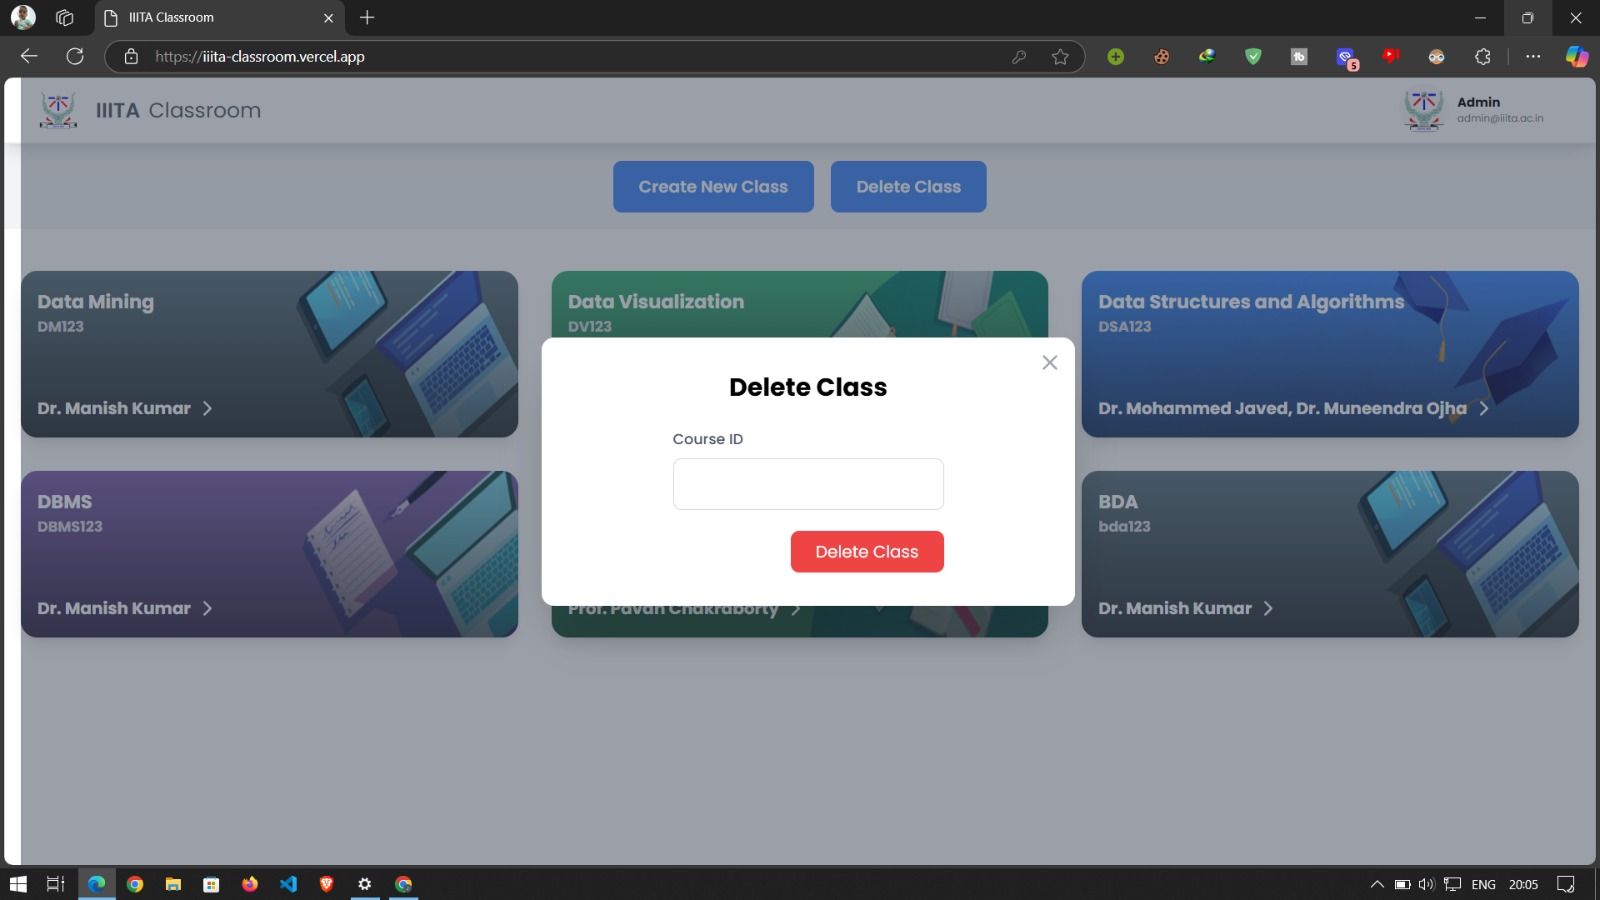 IIITA Classroom
https://iiita-classroom.vercel.app
5
IIITA Classroom
Admin
admin@iiita.ac.in
Create New Class
Delete Class
Data Mining
DM123
Dr. Manish Kumar
Data Visualization
DV123
Data Structures and Algorithms
DSA123
Dr. Mohammed Javed, Dr. Muneendra Ojha
Delete Class
Course ID
Delete Class
DBMS
DBMS123
Dr. Manish Kumar
Prof. Pavan Chakraborty
BDA
bda123
Dr. Manish Kumar
ENG
20:05